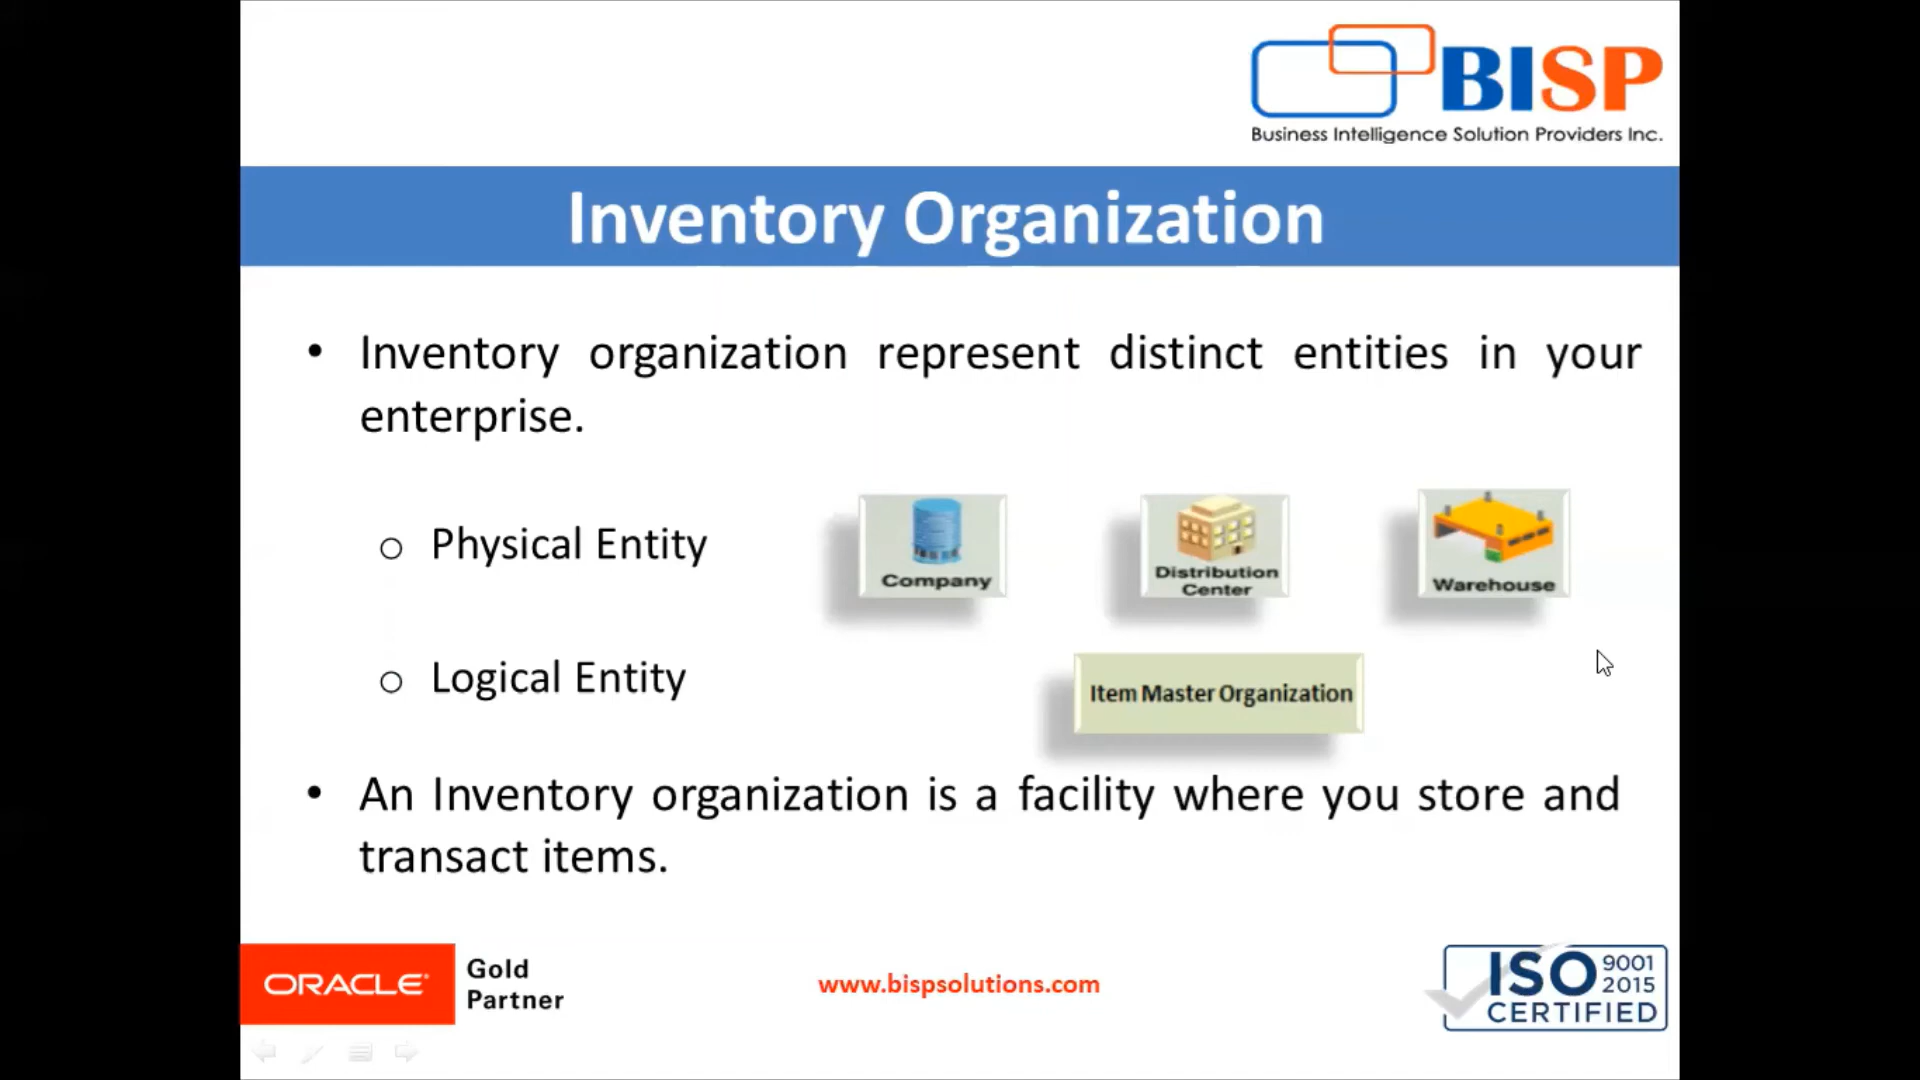 BISP
Business Intelligence Solution Providers Inc.
Inventory Organization
• Inventory organization represent distinct entities in your
enterprise.
o Physical Entity
Company
Distribution
Center
Warehouse
o Logical Entity
Item Master Organization
• An Inventory organization is a facility where you store and
transact items.
ORACLE®
Gold
Partner
www.bispsolutions.com
ISO 9001
2015
CERTIFIED